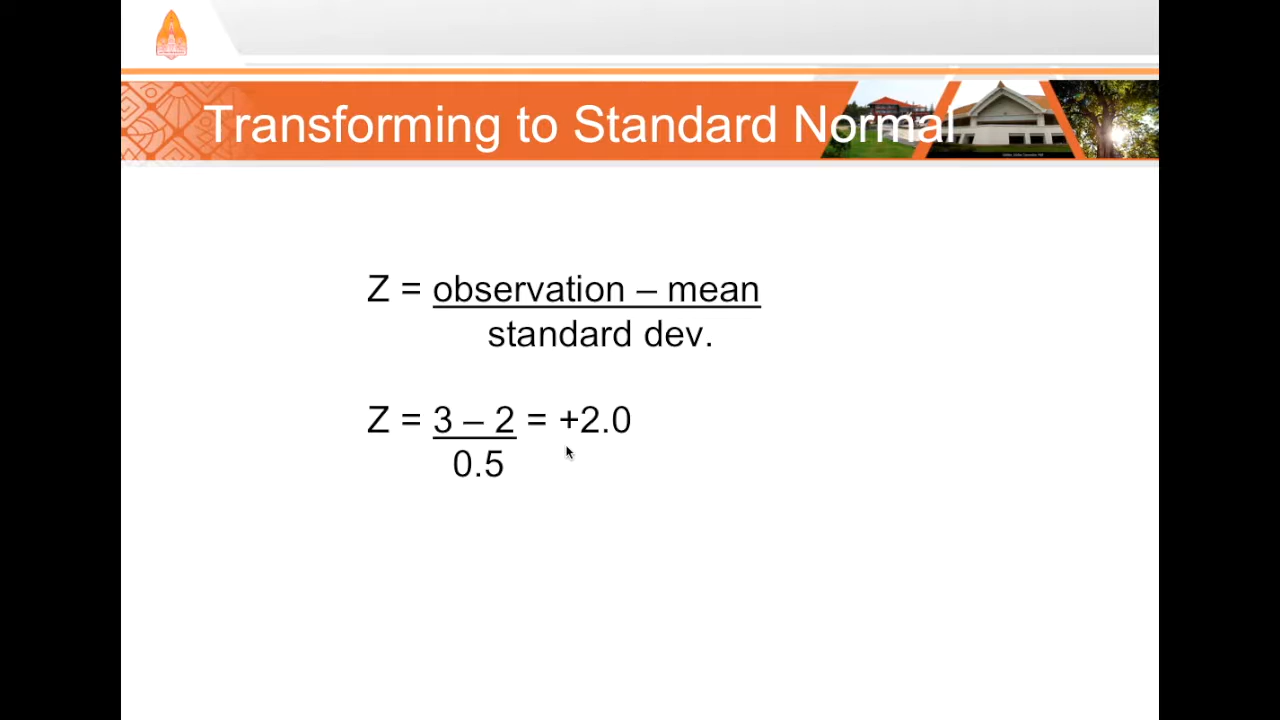 Transforming to Standard Normal
Z = observation – mean
standard dev.
Z = 3 – 2 = +2.0
0.5